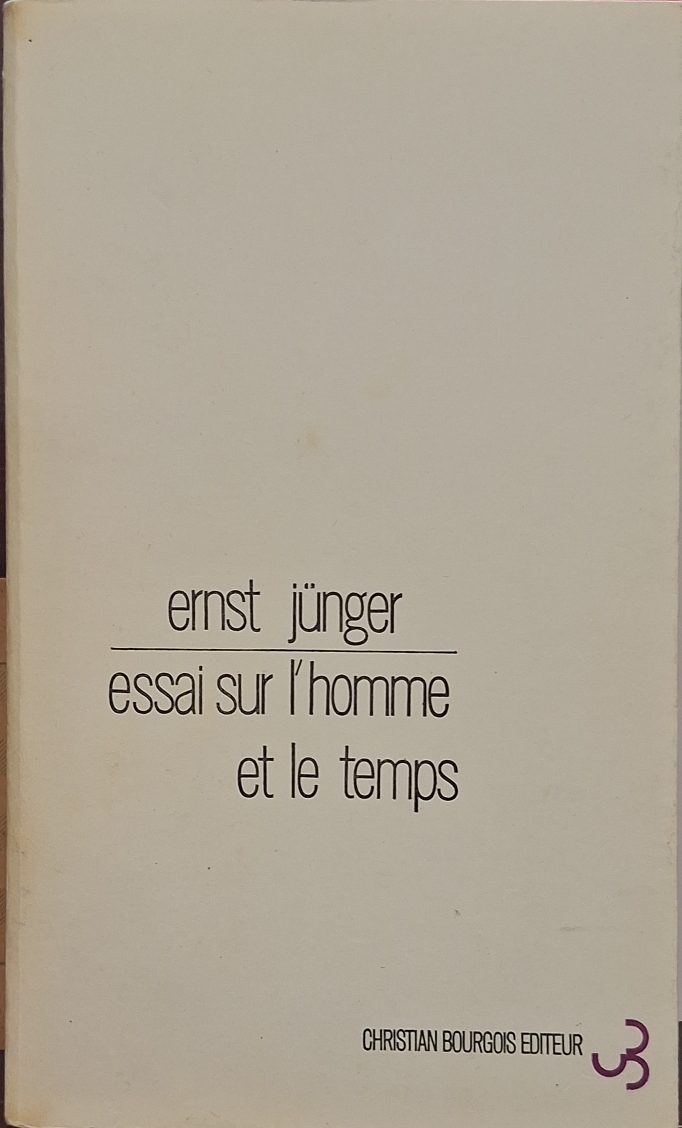 ernst jünger
essai sur l'homme
et le temps
CHRISTIAN BOURGOIS EDITEUR